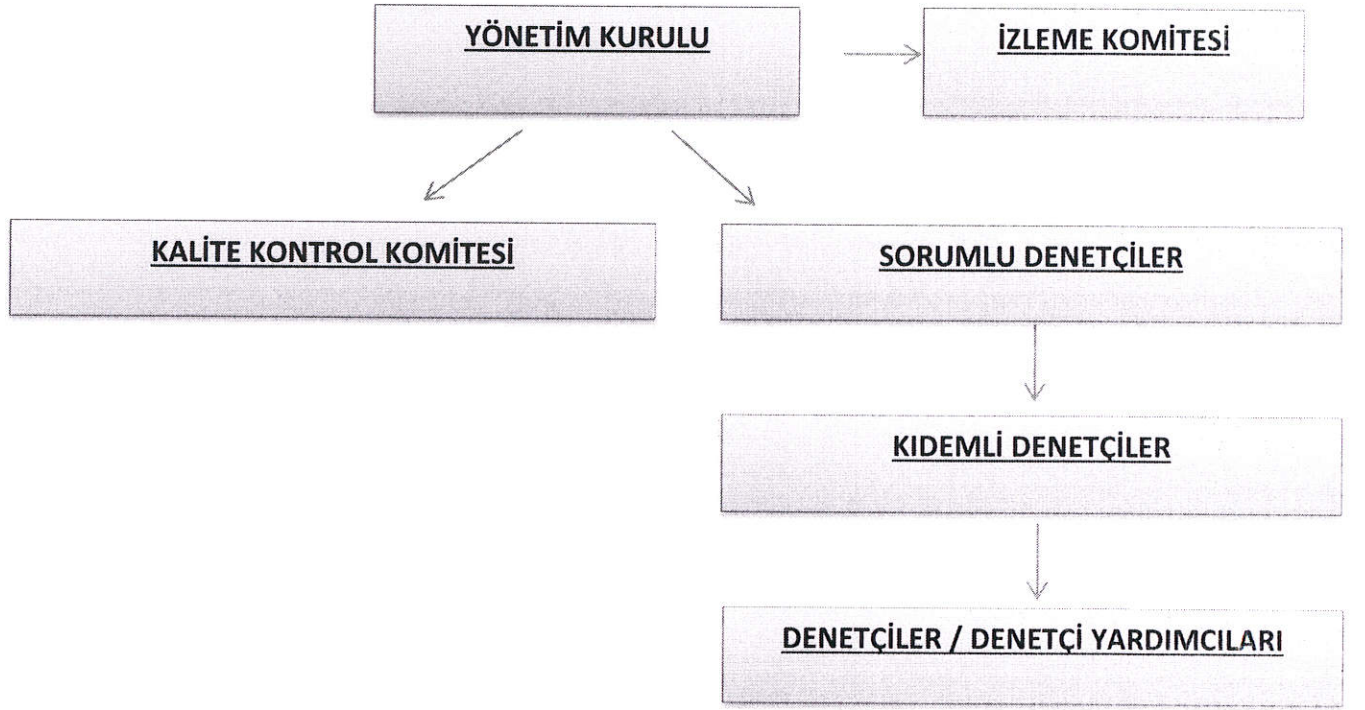 YÖNETİM KURULU
İZLEME KOMİTESİ
KALİTE KONTROL KOMİTESİ
SORUMLU DENETÇİLER
KIDEMLİ DENETÇİLER
DENETÇİLER / DENETÇİ YARDIMCILARI